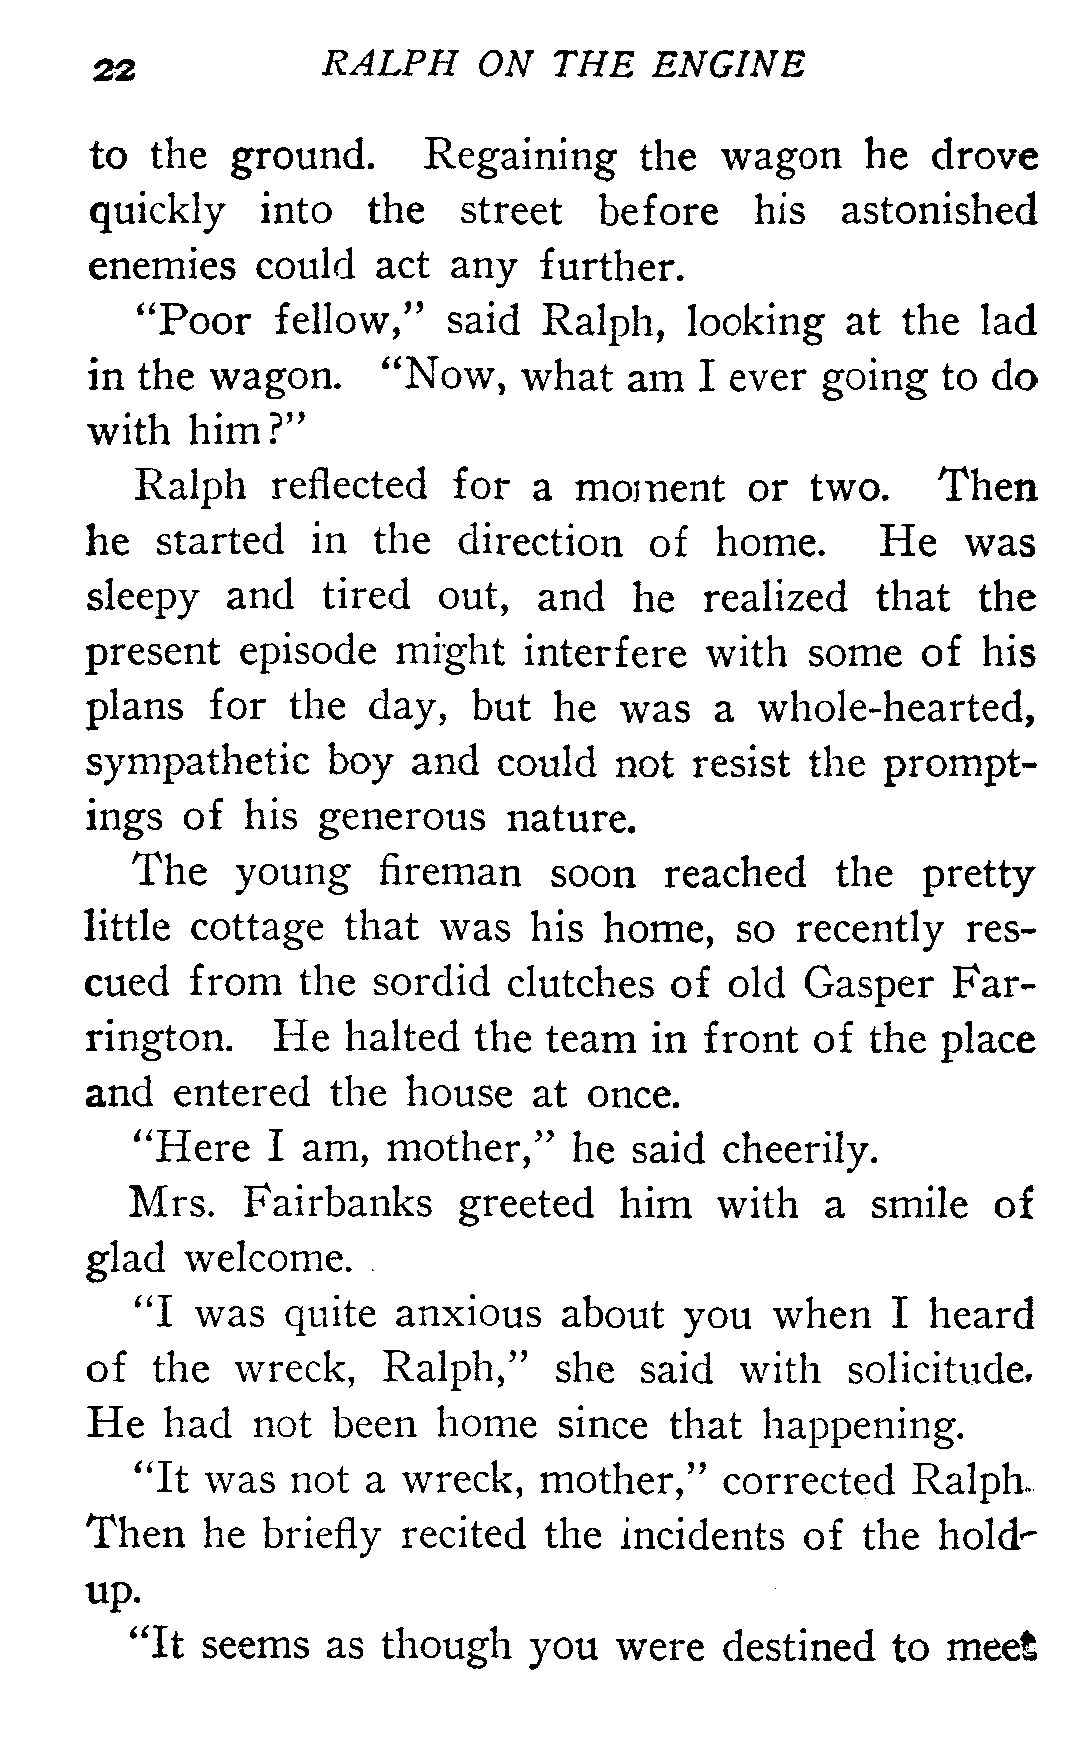 22 RALPH ON THE ENGINE
to the ground. Regaining the wagon he drove
quickly into the street before his astonished
enemies could act any further.
"Poor fellow," said Ralph, looking at the lad
in the wagon. "Now, what am I ever going to do
with him?"
Ralph reflected for a moment or two. Then
he started in the direction of home. He was
sleepy and tired out, and he realized that the
present episode might interfere with some of his
plans for the day, but he was a whole-hearted,
sympathetic boy and could not resist the prompt-
ings of his generous nature.
The young fireman soon reached the pretty
little cottage that was his home, so recently res-
cued from the sordid clutches of old Gasper Far-
rington. He halted the team in front of the place
and entered the house at once.
"Here I am, mother," he said cheerily.
Mrs. Fairbanks greeted him with a smile of
glad welcome.
"I was quite anxious about you when I heard
of the wreck, Ralph," she said with solicitude.
He had not been home since that happening.
"It was not a wreck, mother," corrected Ralph.
Then he briefly recited the incidents of the hold-
up.
"It seems as though you were destined to meet